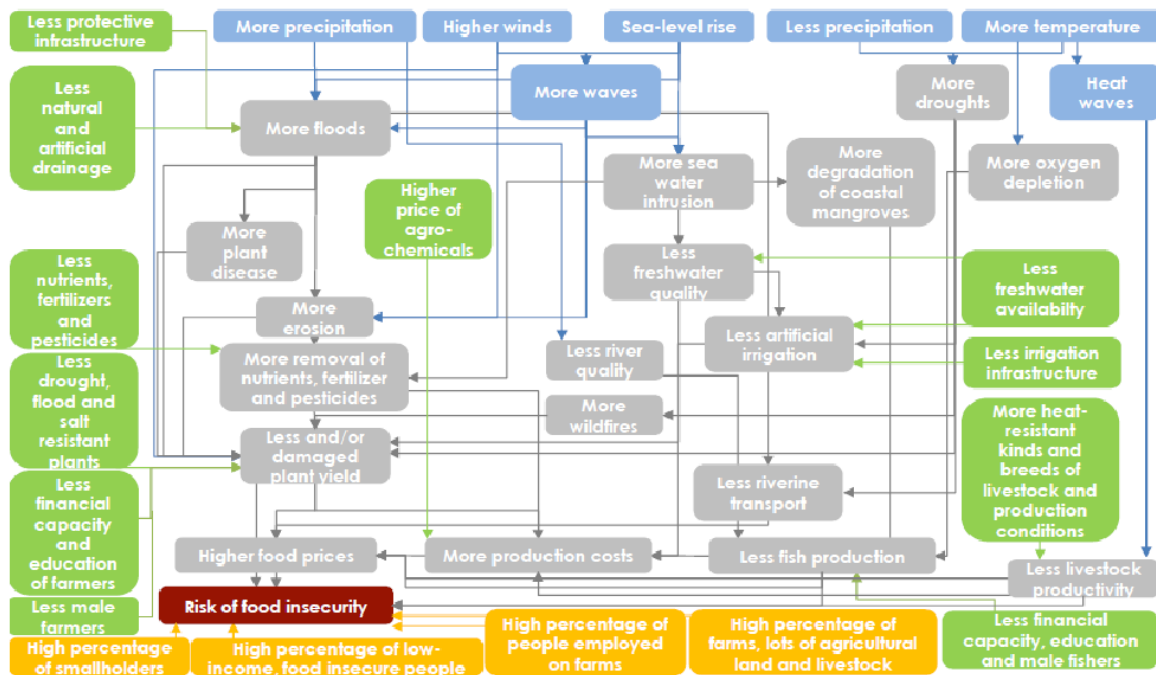 Less protective
infrastructure
More precipitation
Higher winds
Sea-level rise
Less precipitation
More temperature
Less
natural
and
artificial
drainage
More waves
More
droughts
Heat
waves
More floods
More sea
water
intrusion
More
degradation
of coastal
mangroves
More oxygen
depletion
Higher
price of
agro-
chemicals
More
plant
disease
Less
nutrients,
fertilizers
and
pesticides
Less
freshwater
quality
Less
freshwater
availabilty
More
erosion
Less artificial
irrigation
Less river
quality
Less irrigation
infrastructure
More removal of
nutrients, fertilizer
and pesticides
Less
drought,
flood and
salt
resistant
plants
More
wildfires
More heat-
resistant
kinds and
breeds of
livestock and
production
conditions
Less and/or
damaged
plant yield
Less riverine
transport
Less
financial
capacity
and
education
of farmers
Higher food prices
More production costs
Less fish production
Less livestock
productivity
Less male
farmers
Risk of food insecurity
High percentage
of smallholders
High percentage of low-
income, food insecure people
High percentage of
people employed
on farms
High percentage of
farms, lots of agricultural
land and livestock
Less financial
capacity, education
and male fishers